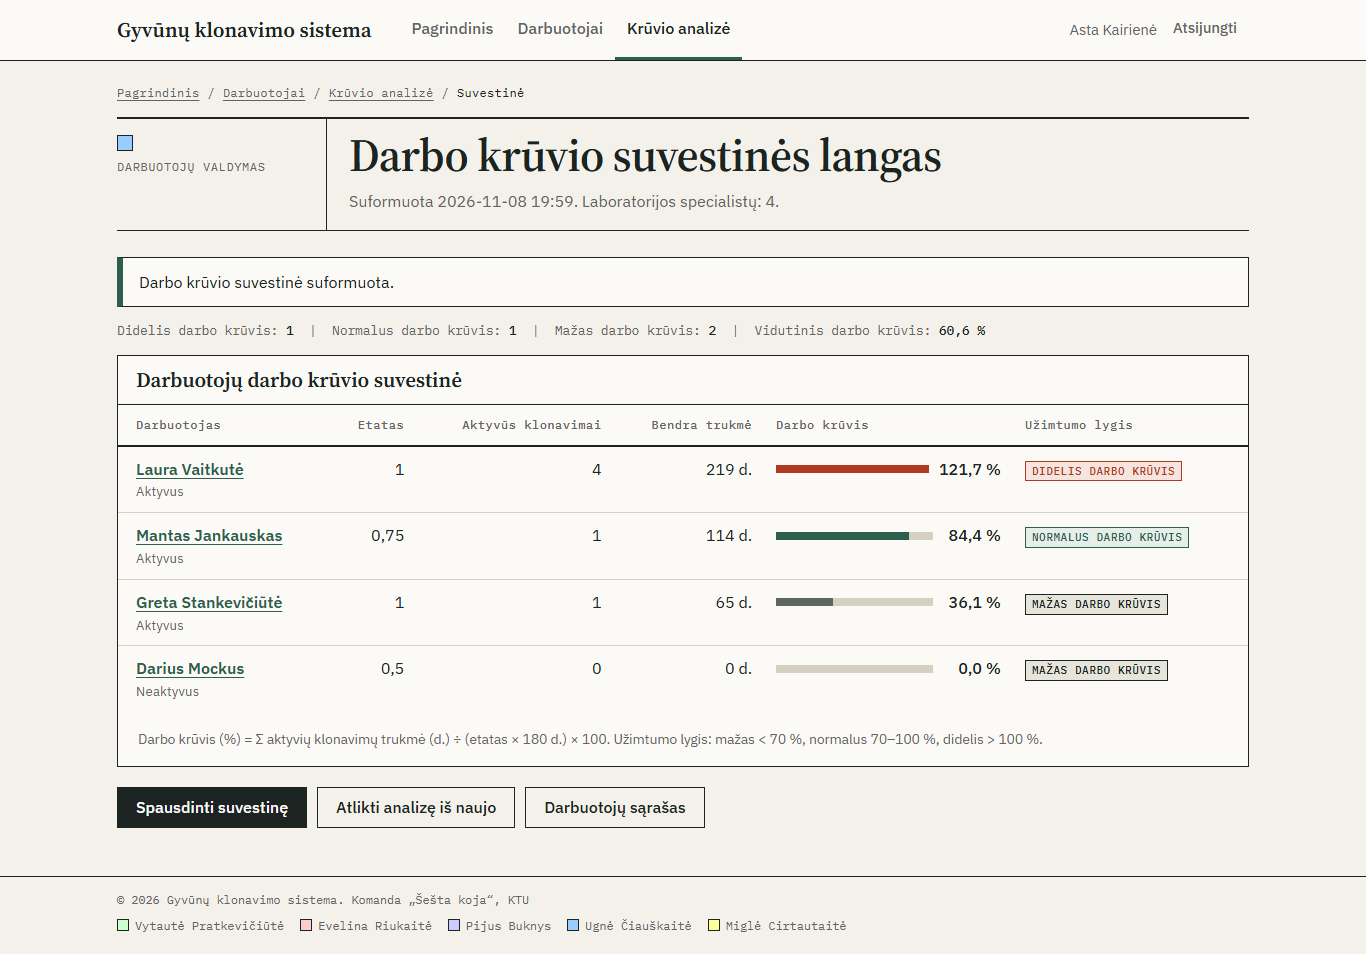 Gyvūnų klonavimo sistema Pagrindinis Darbuotojai Krūvio analizė Asta Kairienė Atsijungti
Pagrindinis / Darbuotojai / Krūvio analizė / Suvestinė
DARBUOTOJŲ VALDYMAS
Darbo krūvio suvestinės langas
Suformuota 2026-11-08 19:59. Laboratorijos specialistų: 4.
Darbo krūvio suvestinė suformuota.
Didelis darbo krūvis: 1 | Normalus darbo krūvis: 1 | Mažas darbo krūvis: 2 | Vidutinis darbo krūvis: 60,6 %
Darbuotojų darbo krūvio suvestinė
Darbuotojas Etatas Aktyvūs klonavimai Bendra trukmė Darbo krūvis Užimtumo lygis
Laura Vaitkutė 1 4 219 d. 121,7 % DIDELIS DARBO KRŪVIS
Aktyvus
Mantas Jankauskas 0,75 1 114 d. 84,4 % NORMALUS DARBO KRŪVIS
Aktyvus
Greta Stankevičiūtė 1 1 65 d. 36,1 % MAŽAS DARBO KRŪVIS
Aktyvus
Darius Mockus 0,5 0 0 d. 0,0 % MAŽAS DARBO KRŪVIS
Neaktyvus
Darbo krūvis (%) = Σ aktyvių klonavimų trukmė (d.) ÷ (etatas × 180 d.) × 100. Užimtumo lygis: mažas < 70 %, normalus 70–100 %, didelis > 100 %.
Spausdinti suvestinę Atlikti analizę iš naujo Darbuotojų sąrašas
© 2026 Gyvūnų klonavimo sistema. Komanda „Šešta koja“, KTU
Vytautė Pratkevičiūtė Evelina Riukaitė Pijus Buknys Ugnė Čiauškaitė Miglė Cirtautaitė